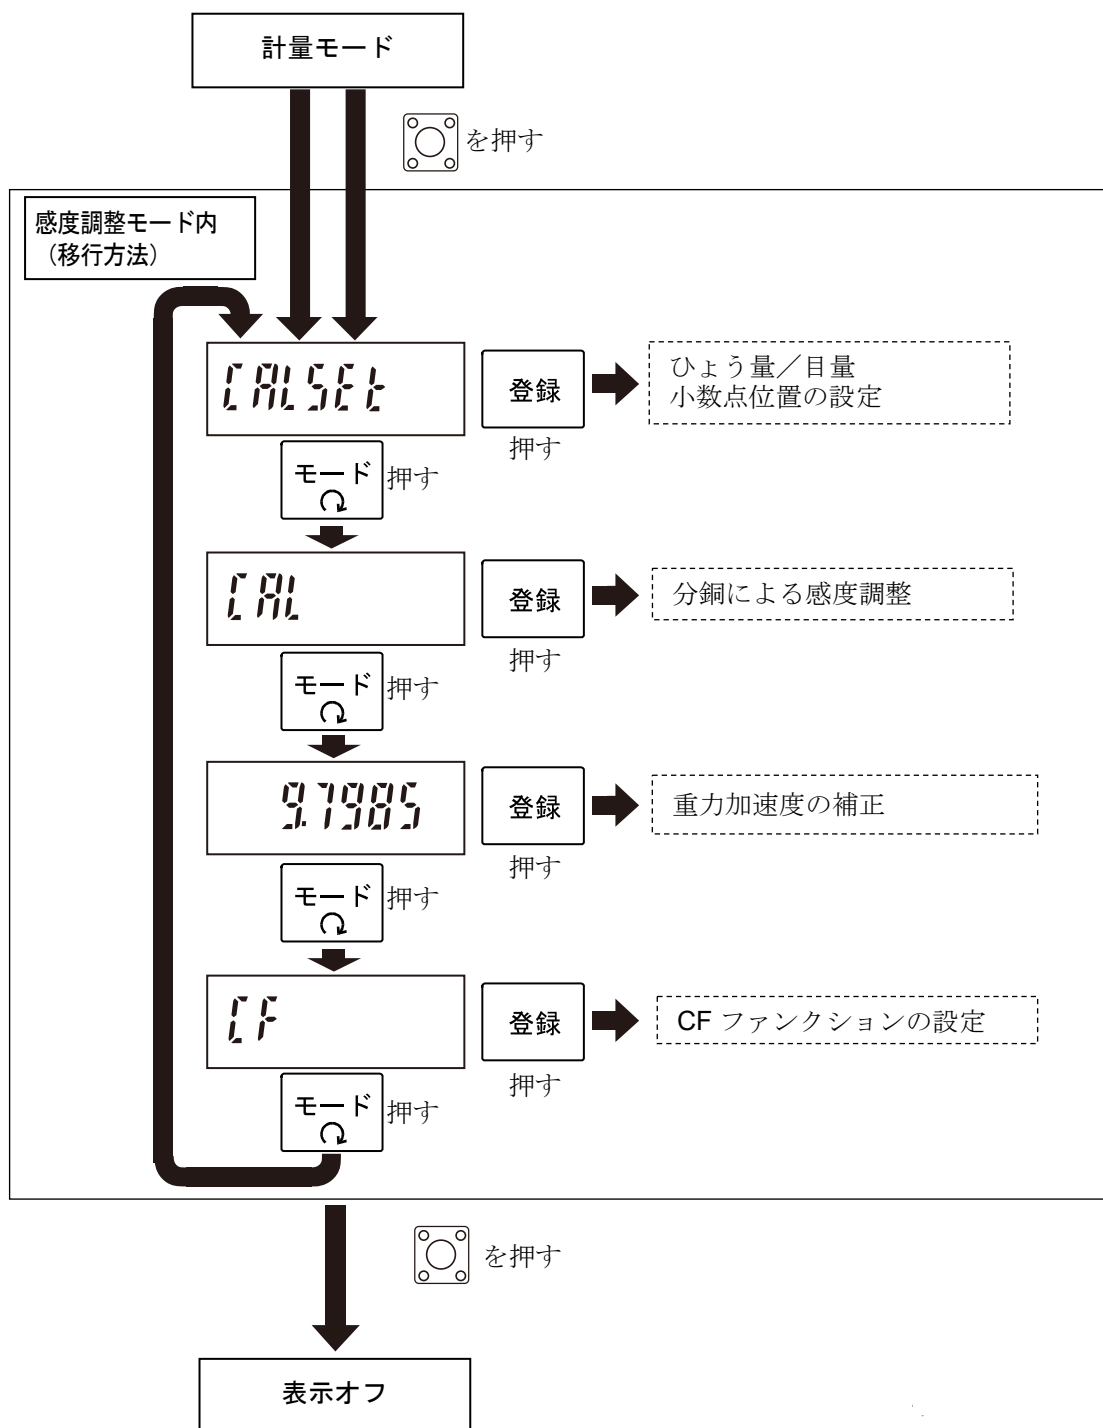 計量モード
を押す
感度調整モード内
（移行方法）
CALSEt
登録
押す
ひょう量／目量
小数点位置の設定
モード
押す
CAL
登録
押す
分銅による感度調整
モード
押す
9.7985
登録
押す
重力加速度の補正
モード
押す
CF
登録
押す
CF ファンクションの設定
モード
押す
を押す
表示オフ